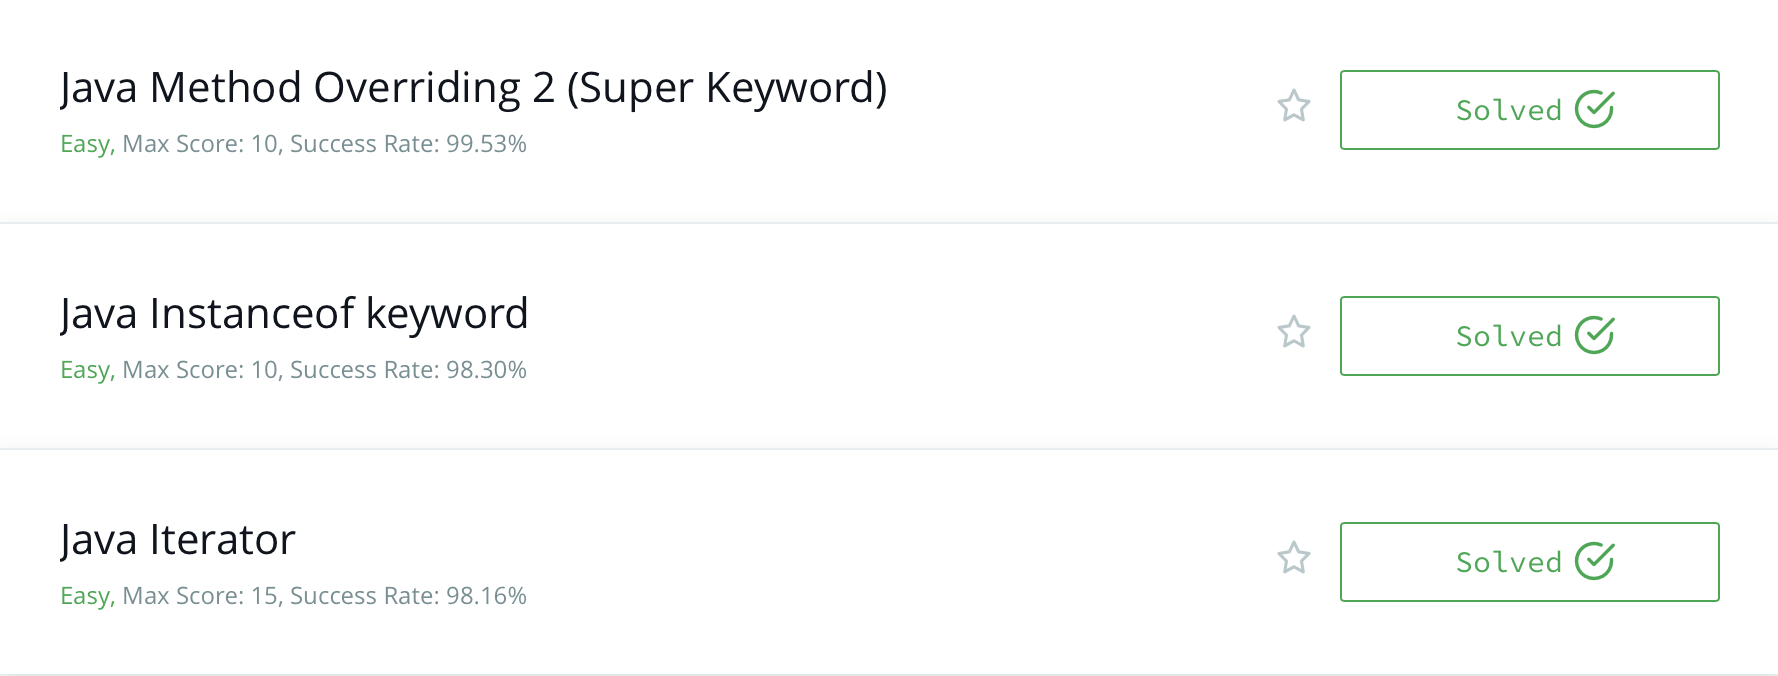 Java Method Overriding 2 (Super Keyword)
Easy, Max Score: 10, Success Rate: 99.53%
Solved
Java Instanceof keyword
Easy, Max Score: 10, Success Rate: 98.30%
Solved
Java Iterator
Easy, Max Score: 15, Success Rate: 98.16%
Solved